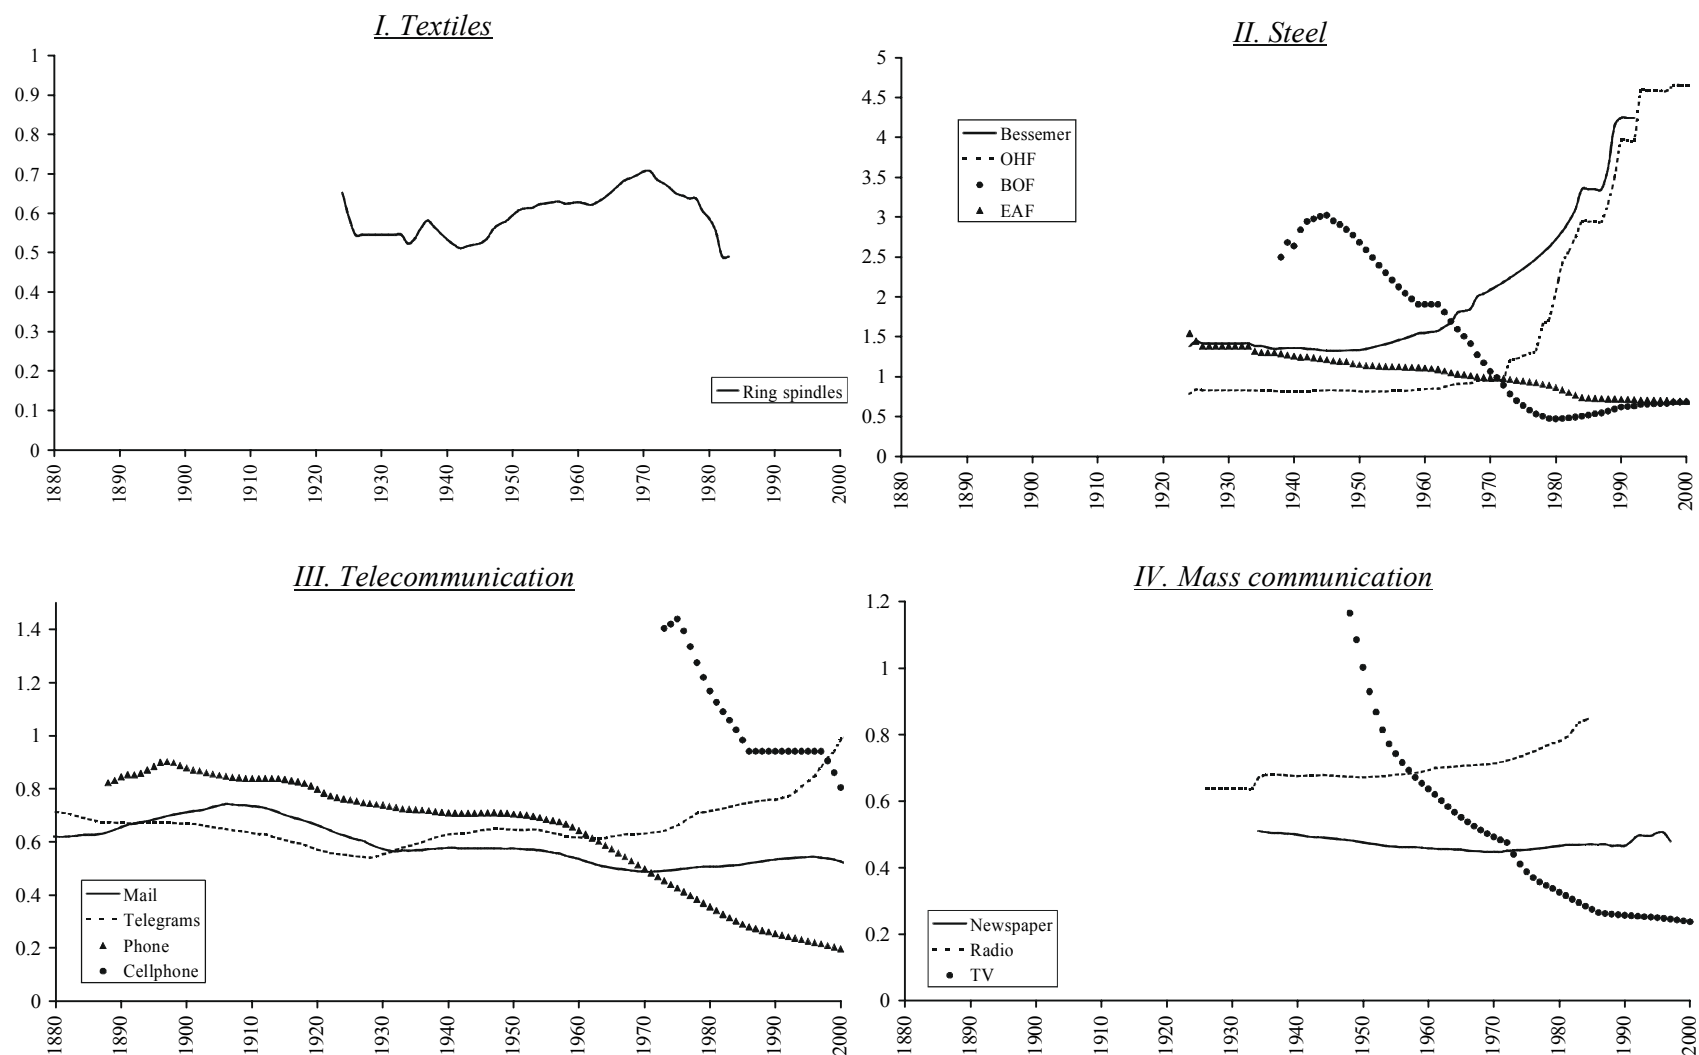 I. Textiles
1
0.9
0.8
0.7
0.6
0.5
0.4
0.3
0.2
0.1
0
Ring spindles
1880 1890 1900 1910 1920 1930 1940 1950 1960 1970 1980 1990 2000
II. Steel
5
4.5
4
3.5
3
2.5
2
1.5
1
0.5
0
Bessemer
OHF
BOF
EAF
1880 1890 1900 1910 1920 1930 1940 1950 1960 1970 1980 1990 2000
III. Telecommunication
1.4
1.2
1
0.8
0.6
0.4
0.2
0
Mail
Telegrams
Phone
Cellphone
1880 1890 1900 1910 1920 1930 1940 1950 1960 1970 1980 1990 2000
IV. Mass communication
1.2
1
0.8
0.6
0.4
0.2
0
Newspaper
Radio
TV
1880 1890 1900 1910 1920 1930 1940 1950 1960 1970 1980 1990 2000